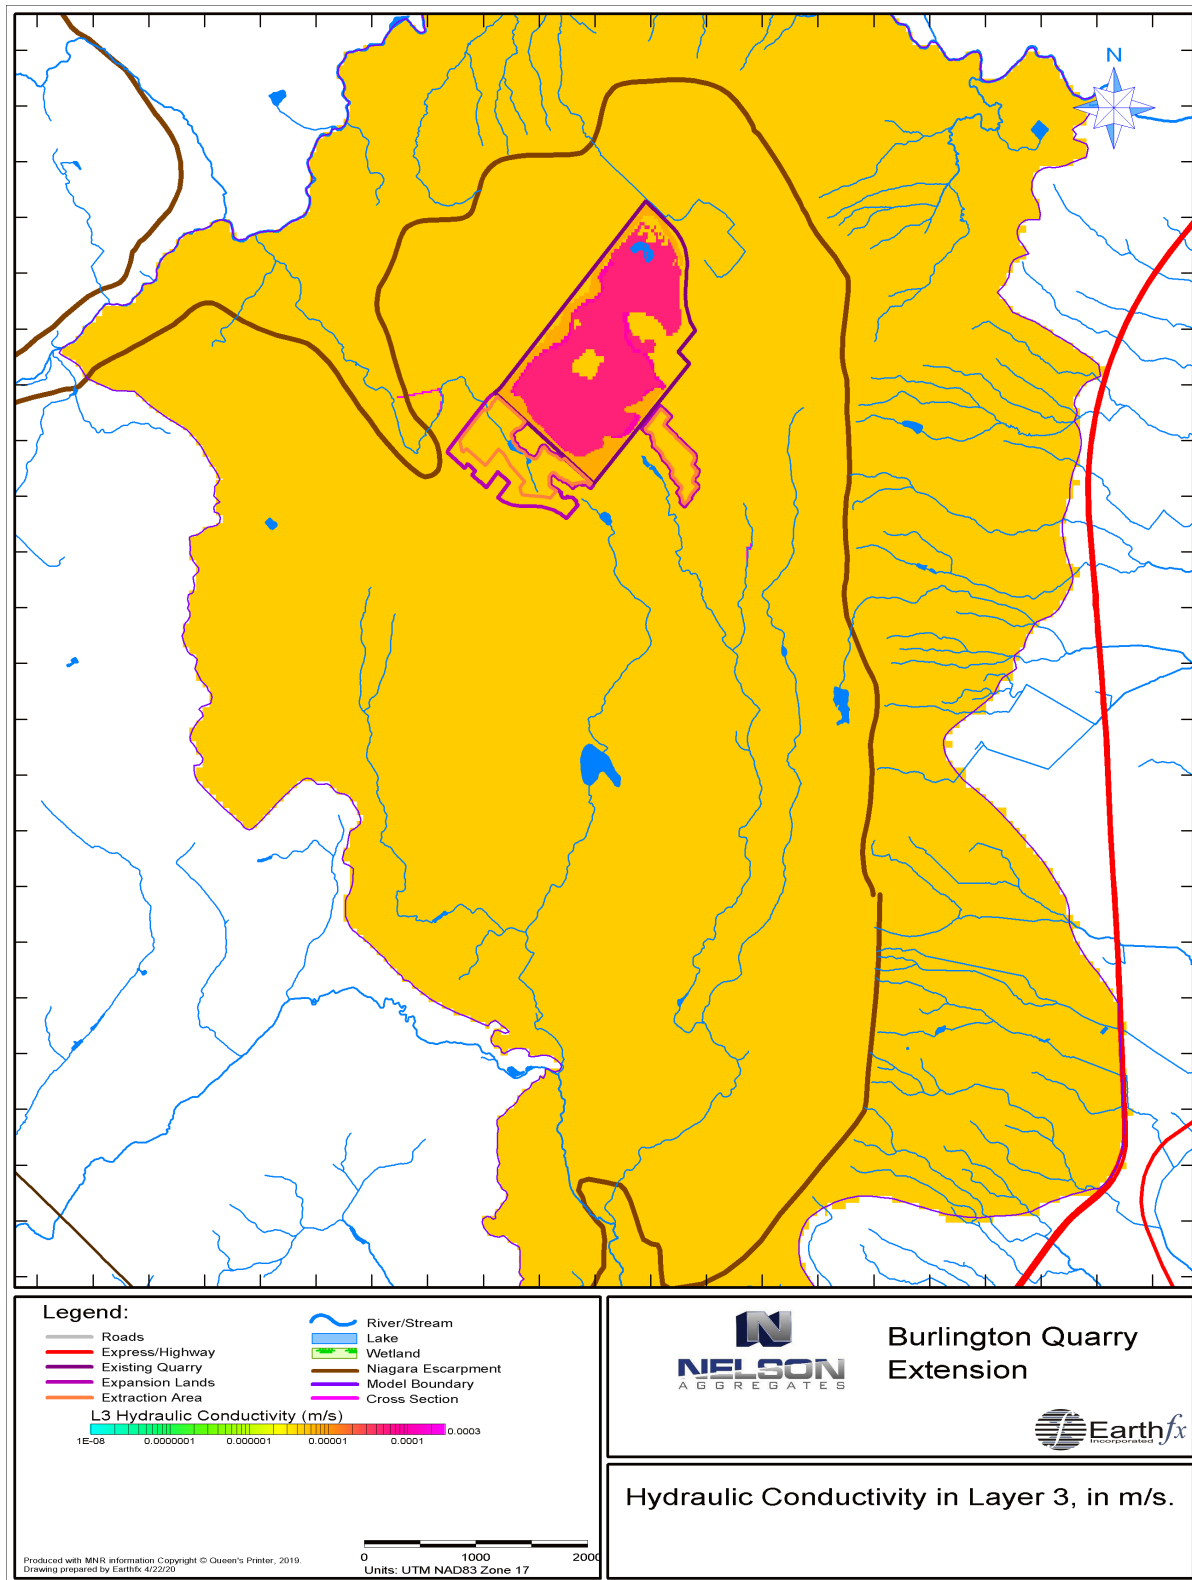 N
Legend:
Roads
Express/Highway
Existing Quarry
Expansion Lands
Extraction Area
River/Stream
Lake
Wetland
Niagara Escarpment
Model Boundary
Cross Section
L3 Hydraulic Conductivity (m/s)
1E-08 0.0000001 0.000001 0.00001 0.0001 0.0003
0 1000 2000
Units: UTM NAD83 Zone 17
Produced with MNR information Copyright © Queen's Printer, 2019.
Drawing prepared by Earthfx 4/22/20
N
NELSON
AGGREGATES
Burlington Quarry
Extension
Earthfx
Incorporated
Hydraulic Conductivity in Layer 3, in m/s.